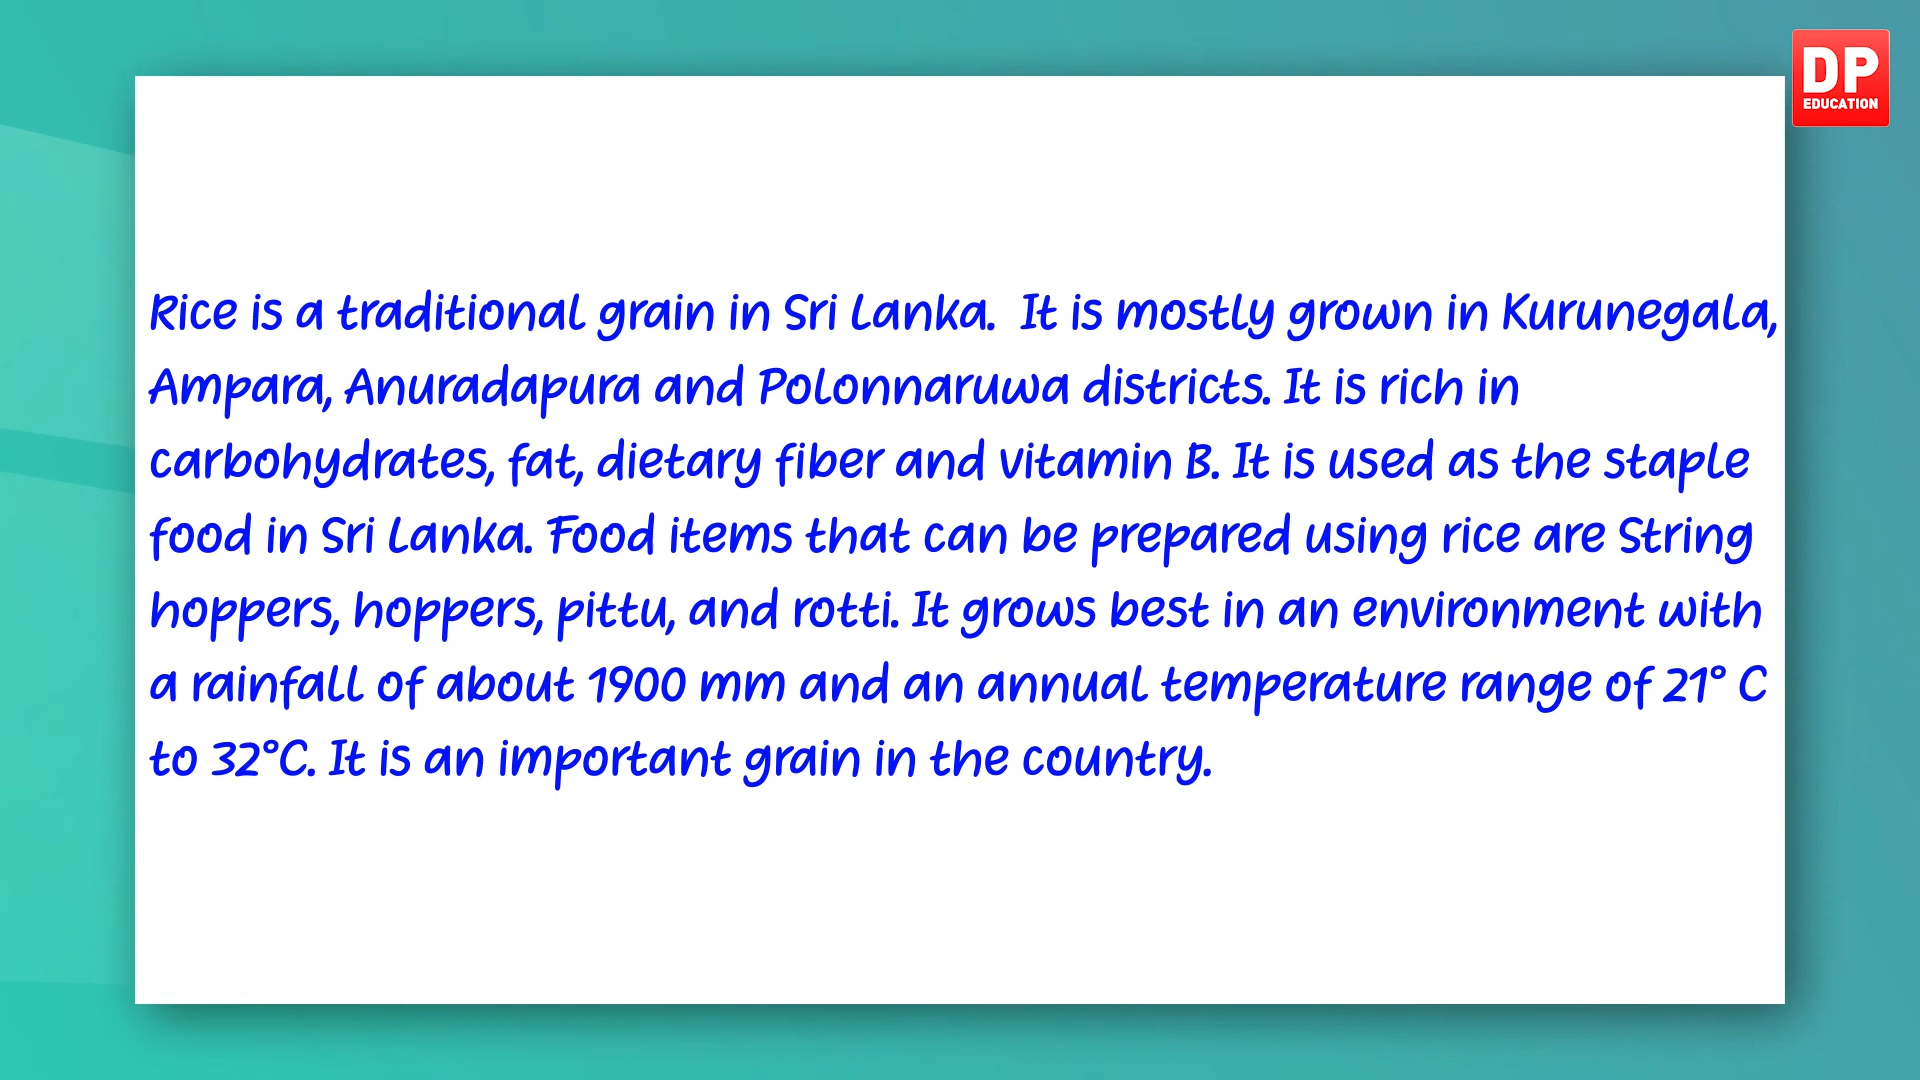 DP
EDUCATION
Rice is a traditional grain in Sri Lanka.  It is mostly grown in Kurunegala,
Ampara, Anuradapura and Polonnaruwa districts. It is rich in
carbohydrates, fat, dietary fiber and vitamin B. It is used as the staple
food in Sri Lanka. Food items that can be prepared using rice are String
hoppers, hoppers, pittu, and rotti. It grows best in an environment with
a rainfall of about 1900 mm and an annual temperature range of 21° C
to 32°C. It is an important grain in the country.